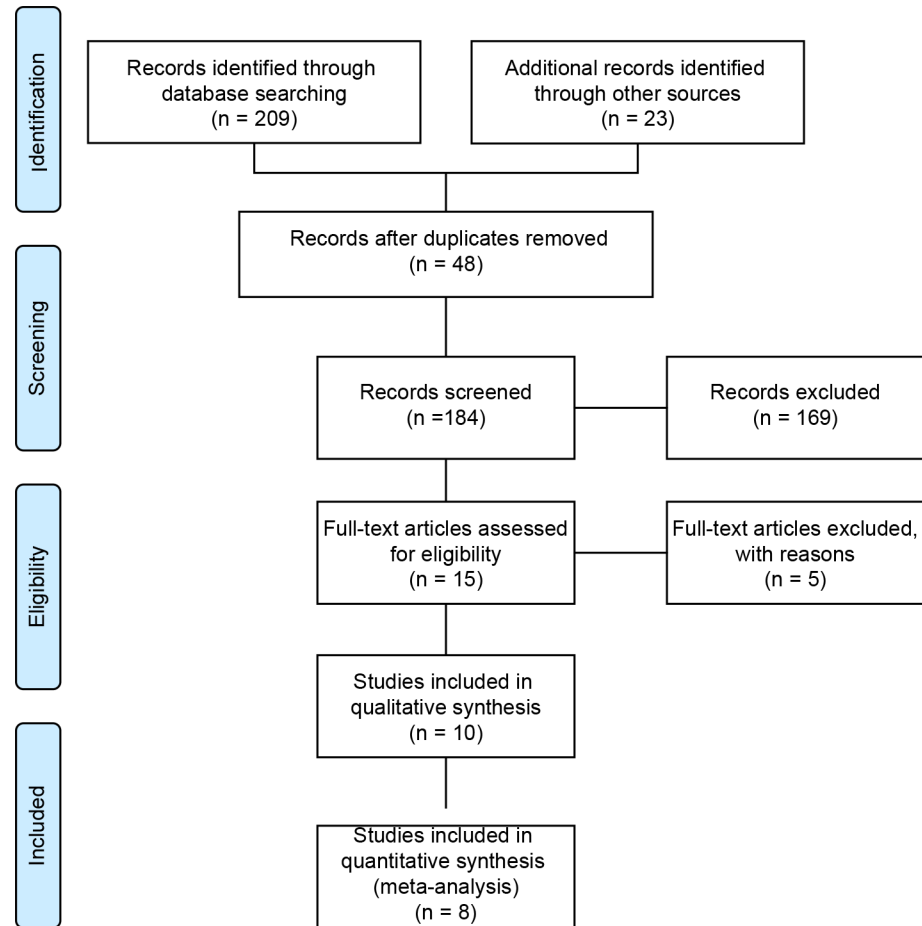 Identification
Records identified through
database searching
(n = 209)
Additional records identified
through other sources
(n = 23)
Records after duplicates removed
(n = 48)
Screening
Records screened
(n =184)
Records excluded
(n = 169)
Eligibility
Full-text articles assessed
for eligibility
(n = 15)
Full-text articles excluded,
with reasons
(n = 5)
Studies included in
qualitative synthesis
(n = 10)
Included
Studies included in
quantitative synthesis
(meta-analysis)
(n = 8)